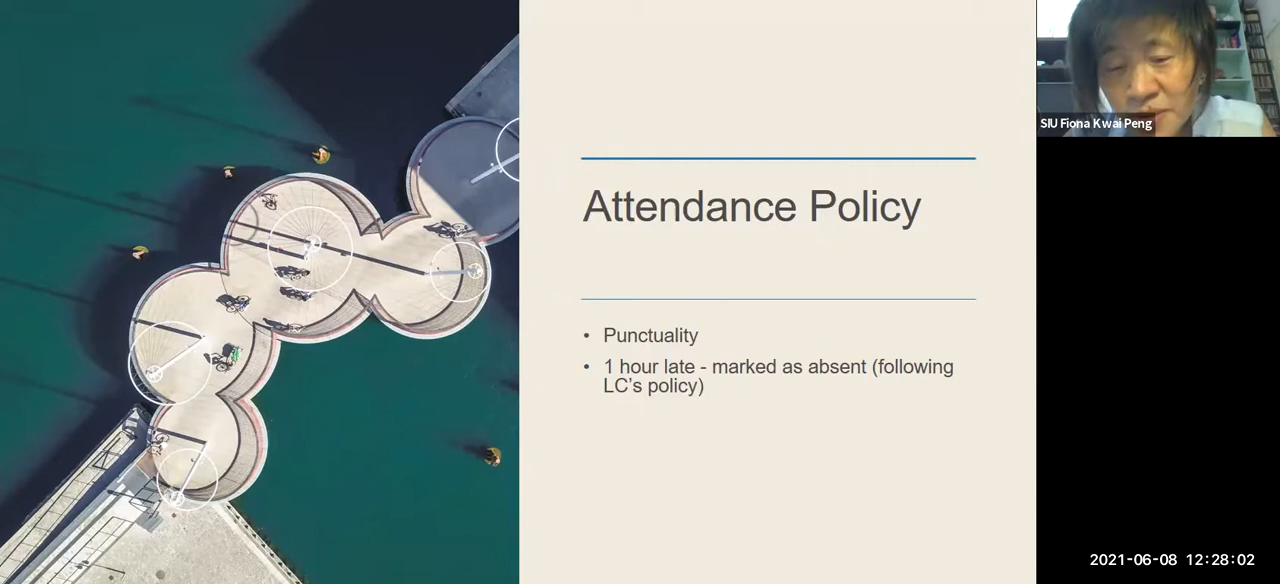 SIU Fiona Kwai Peng
Attendance Policy
• Punctuality
• 1 hour late - marked as absent (following
LC’s policy)
2021-06-08 12:28:02